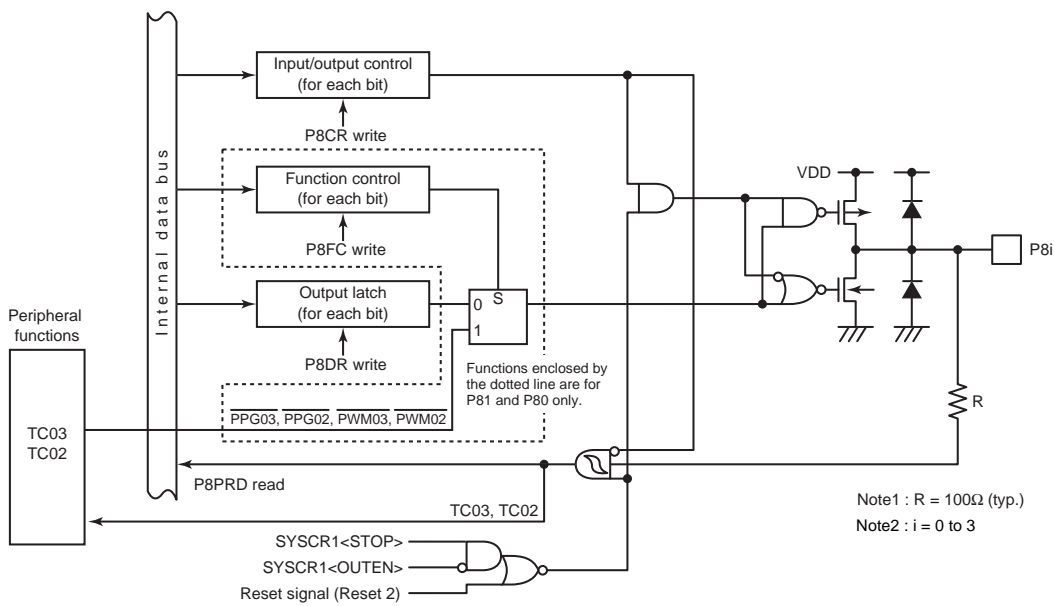 Internal data bus
Input/output control
(for each bit)
P8CR write
Function control
(for each bit)
P8FC write
Output latch
(for each bit)
P8DR write
0
S
1
Functions enclosed by
the dotted line are for
P81 and P80 only.
VDD
P8i
R
Peripheral
functions
TC03
TC02
PPG03, PPG02, PWM03, PWM02
P8PRD read
TC03, TC02
SYSCR1<STOP>
SYSCR1<OUTEN>
Reset signal (Reset 2)
Note1 : R = 100Ω (typ.)
Note2 : i = 0 to 3